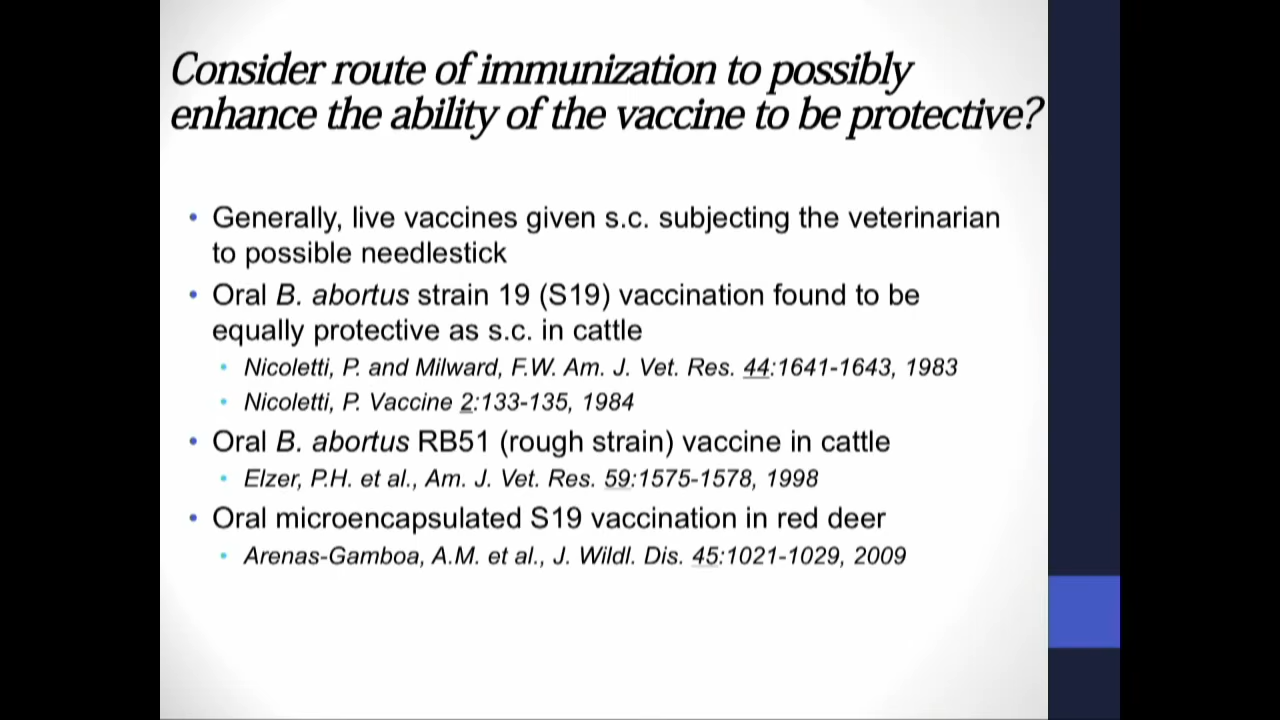 Consider route of immunization to possibly
enhance the ability of the vaccine to be protective?
• Generally, live vaccines given s.c. subjecting the veterinarian
to possible needlestick
• Oral B. abortus strain 19 (S19) vaccination found to be
equally protective as s.c. in cattle
• Nicoletti, P. and Milward, F.W. Am. J. Vet. Res. 44:1641-1643, 1983
• Nicoletti, P. Vaccine 2:133-135, 1984
• Oral B. abortus RB51 (rough strain) vaccine in cattle
• Elzer, P.H. et al., Am. J. Vet. Res. 59:1575-1578, 1998
• Oral microencapsulated S19 vaccination in red deer
• Arenas-Gamboa, A.M. et al., J. Wildl. Dis. 45:1021-1029, 2009